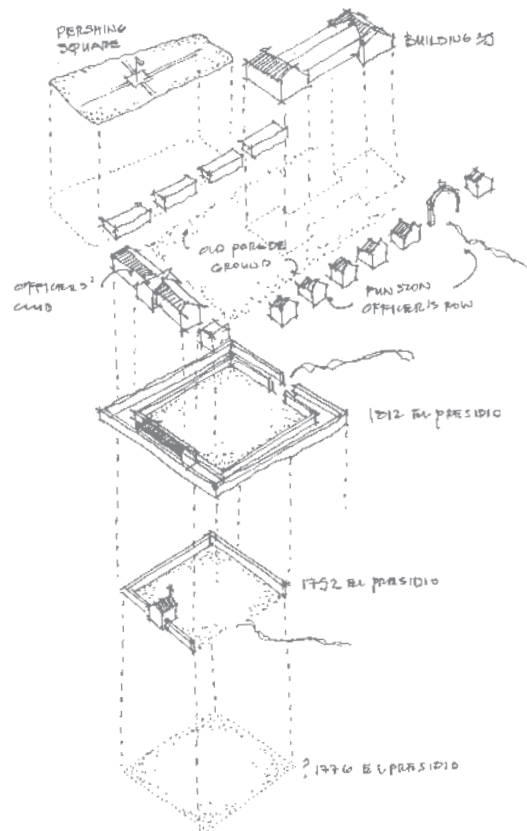 PERSHING
SQUARE
BUILDING 35
OLD PARADE
GROUND
OFFICERS'
CLUB
FUNSTON
OFFICER'S ROW
1812 EL PRESIDIO
1792 EL PRESIDIO
? 1776 EL PRESIDIO